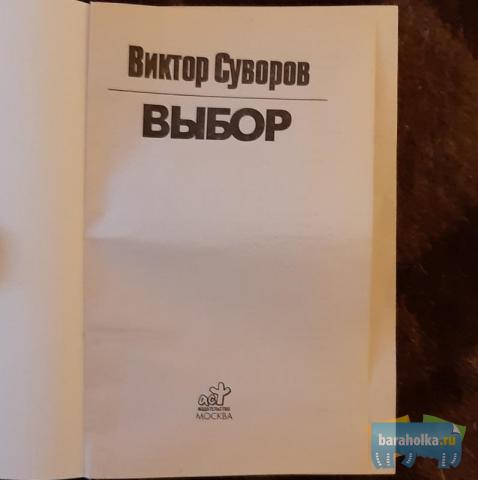 Виктор Суворов
ВЫБОР
аст
ИЗДАТЕЛЬСТВО
МОСКВА
baraholka.ru